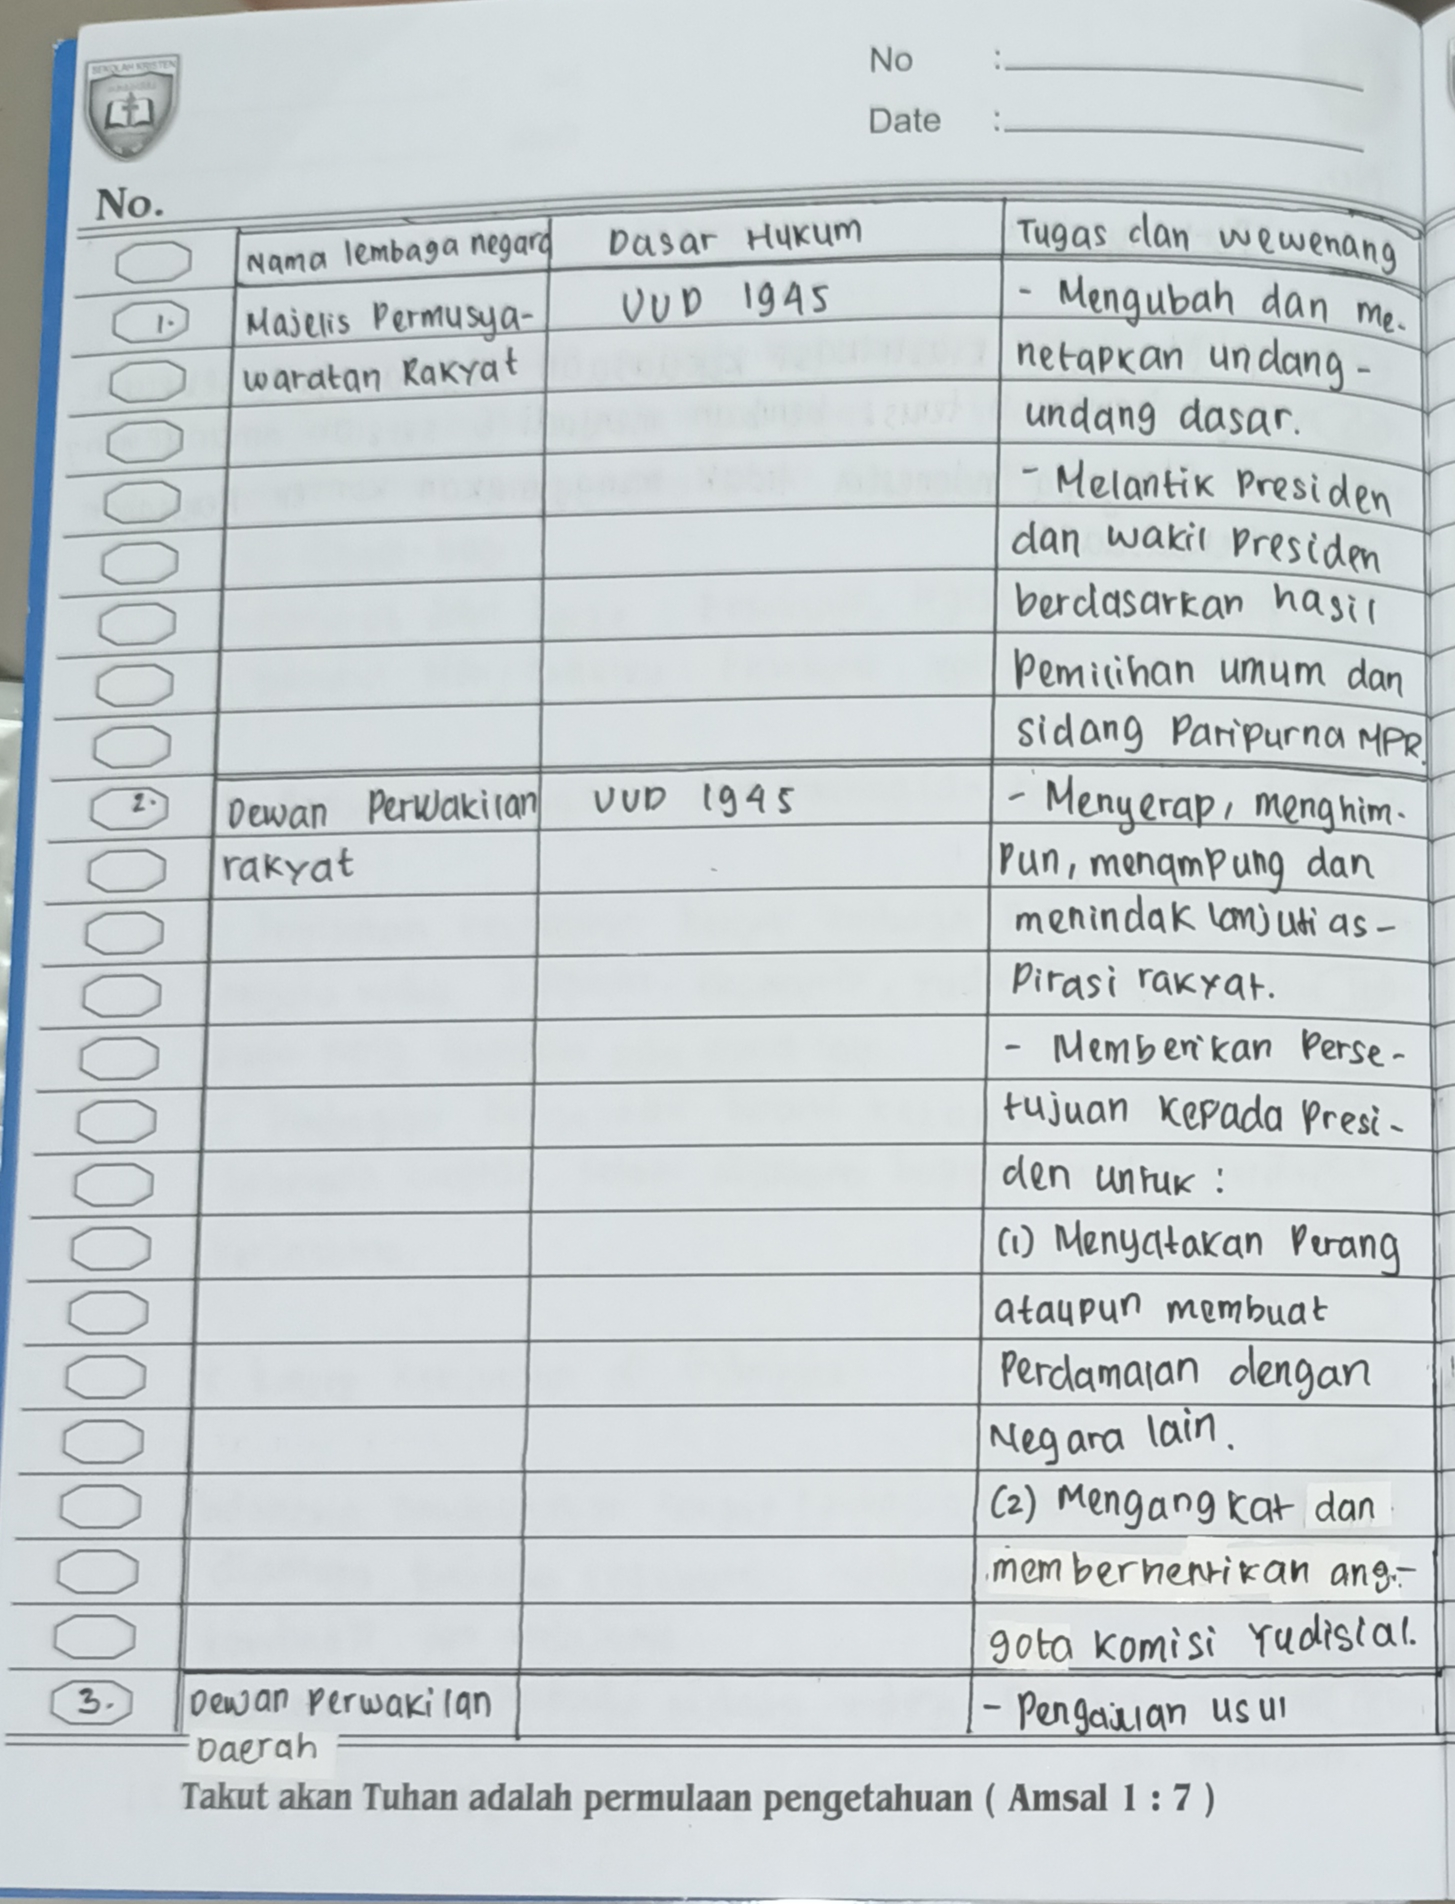 SEKOLAH KRISTEN
No :
Date :
No.
Nama lembaga negara Dasar Hukum Tugas dan wewenang
1. Majelis Permusya- UUD 1945 - Mengubah dan me-
waratan Rakyat netapkan undang-
undang dasar.
- Melantik Presiden
dan wakil Presiden
berdasarkan hasil
Pemilihan umum dan
sidang Paripurna MPR.
2. Dewan Perwakilan UUD 1945 - Menyerap, menghim-
rakyat pun, menampung dan
menindak lanjuti as-
Pirasi rakyat.
- Memberikan Perse-
tujuan kepada Presi-
den untuk :
(1) Menyatakan Perang
ataupun membuat
Perdamaian dengan
Negara lain.
(2) Mengangkat dan
memberhentikan ang-
gota Komisi Yudisial.
3. Dewan perwakilan - Pengajuan usul
Daerah
Takut akan Tuhan adalah permulaan pengetahuan ( Amsal 1 : 7 )